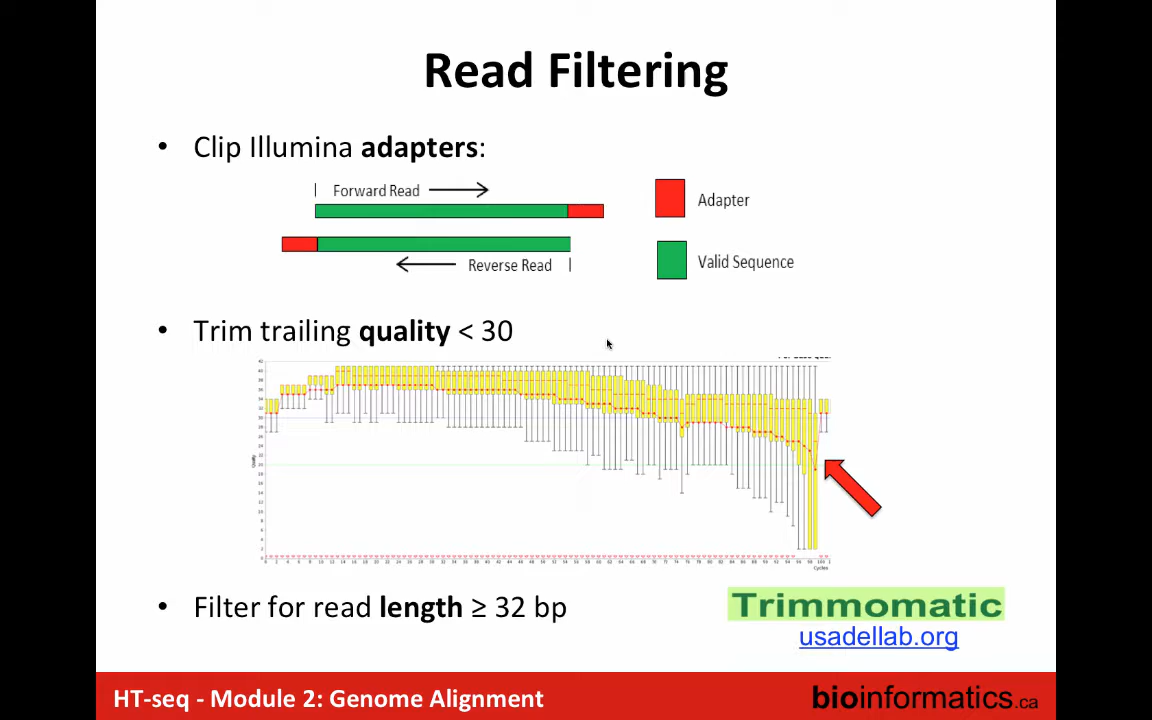 Read Filtering
• Clip Illumina adapters:
Forward Read
Adapter
Reverse Read
Valid Sequence
• Trim trailing quality < 30
Cycles
• Filter for read length ≥ 32 bp
Trimmomatic
usadellab.org
HT-seq - Module 2: Genome Alignment
bioinformatics.ca